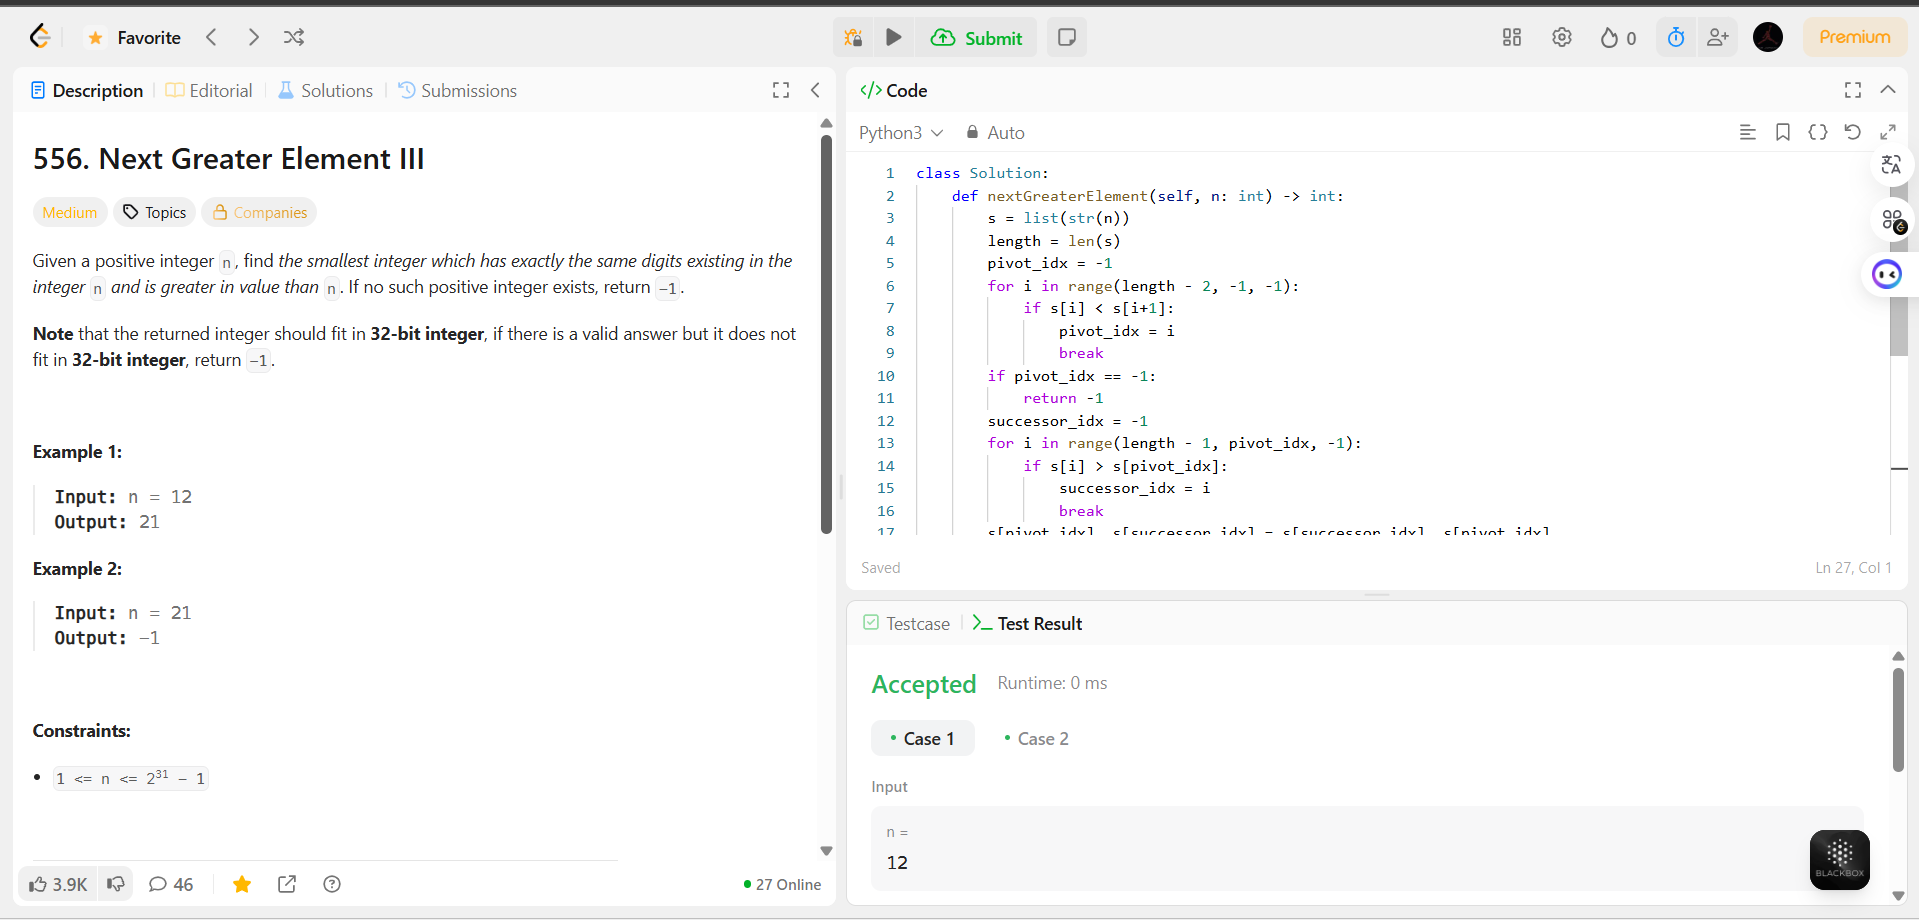 Favorite
Submit
0
Premium
Description
Editorial
Solutions
Submissions
556. Next Greater Element III
Medium
Topics
Companies
Given a positive integer n, find the smallest integer which has exactly the same digits existing in the
integer n and is greater in value than n. If no such positive integer exists, return -1.
Note that the returned integer should fit in 32-bit integer, if there is a valid answer but it does not
fit in 32-bit integer, return -1.
Example 1:
Input: n = 12
Output: 21
Example 2:
Input: n = 21
Output: -1
Constraints:
• 1 <= n <= 2³¹ - 1
3.9K
46
27 Online
</> Code
Python3
Auto
1 class Solution:
2     def nextGreaterElement(self, n: int) -> int:
3         s = list(str(n))
4         length = len(s)
5         pivot_idx = -1
6         for i in range(length - 2, -1, -1):
7             if s[i] < s[i+1]:
8                 pivot_idx = i
9                 break
10         if pivot_idx == -1:
11             return -1
12         successor_idx = -1
13         for i in range(length - 1, pivot_idx, -1):
14             if s[i] > s[pivot_idx]:
15                 successor_idx = i
16                 break
17         s[pivot_idx], s[successor_idx] = s[successor_idx], s[pivot_idx]
Saved
Ln 27, Col 1
Testcase
Test Result
Accepted
Runtime: 0 ms
Case 1
Case 2
Input
n =
12
BLACKBOX